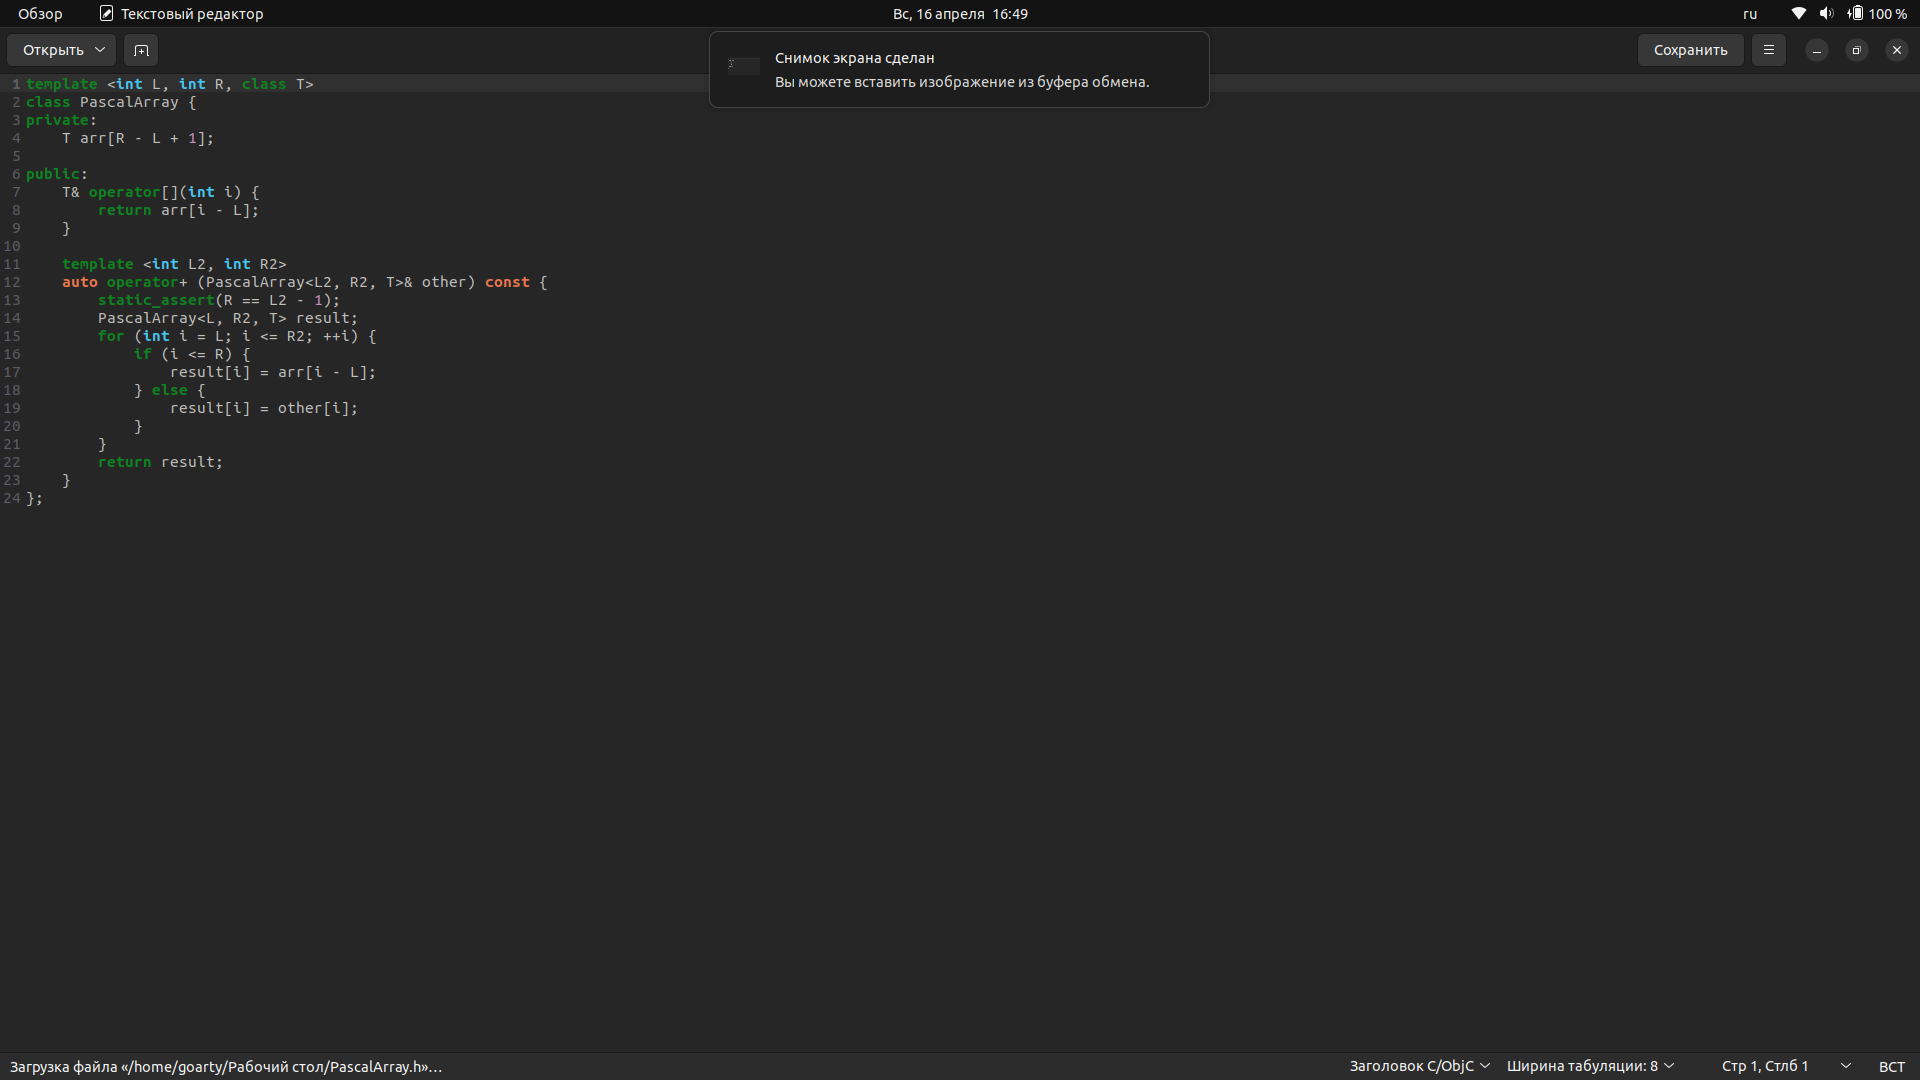 Обзор Текстовый редактор Вс, 16 апреля 16:49 ru 100 %
Открыть Сохранить
Снимок экрана сделан
Вы можете вставить изображение из буфера обмена.
1 template <int L, int R, class T>
2 class PascalArray {
3 private:
4     T arr[R - L + 1];
5
6 public:
7     T& operator[](int i) {
8         return arr[i - L];
9     }
10
11     template <int L2, int R2>
12     auto operator+ (PascalArray<L2, R2, T>& other) const {
13         static_assert(R == L2 - 1);
14         PascalArray<L, R2, T> result;
15         for (int i = L; i <= R2; ++i) {
16             if (i <= R) {
17                 result[i] = arr[i - L];
18             } else {
19                 result[i] = other[i];
20             }
21         }
22         return result;
23     }
24 };
Загрузка файла «/home/goarty/Рабочий стол/PascalArray.h»… Заголовок C/ObjC Ширина табуляции: 8 Стр 1, Стлб 1 ВСТ